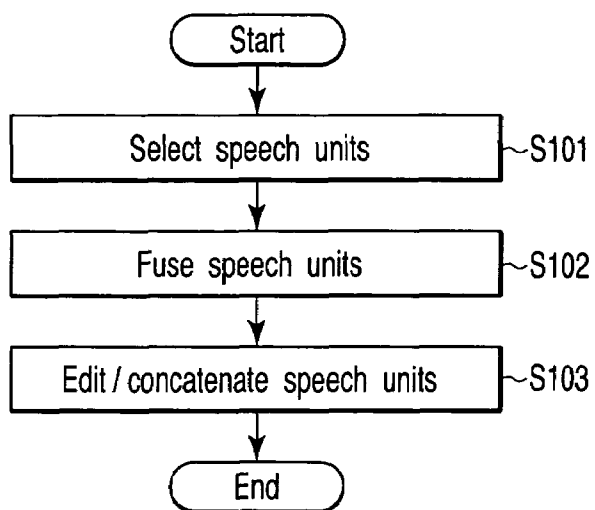 Start
Select speech units ~S101
Fuse speech units ~S102
Edit / concatenate speech units ~S103
End